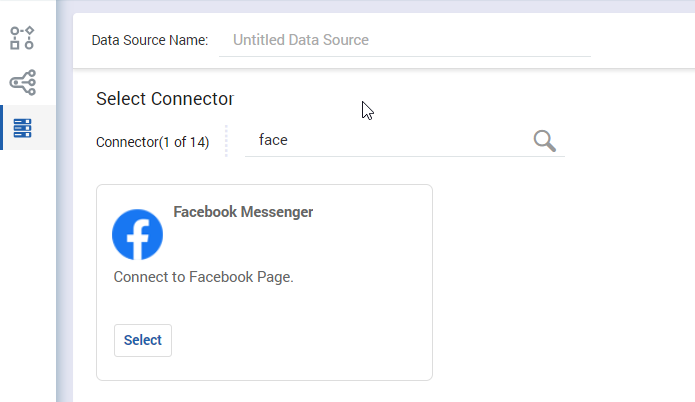 Data Source Name: Untitled Data Source
Select Connector
Connector(1 of 14) face
Facebook Messenger
Connect to Facebook Page.
Select